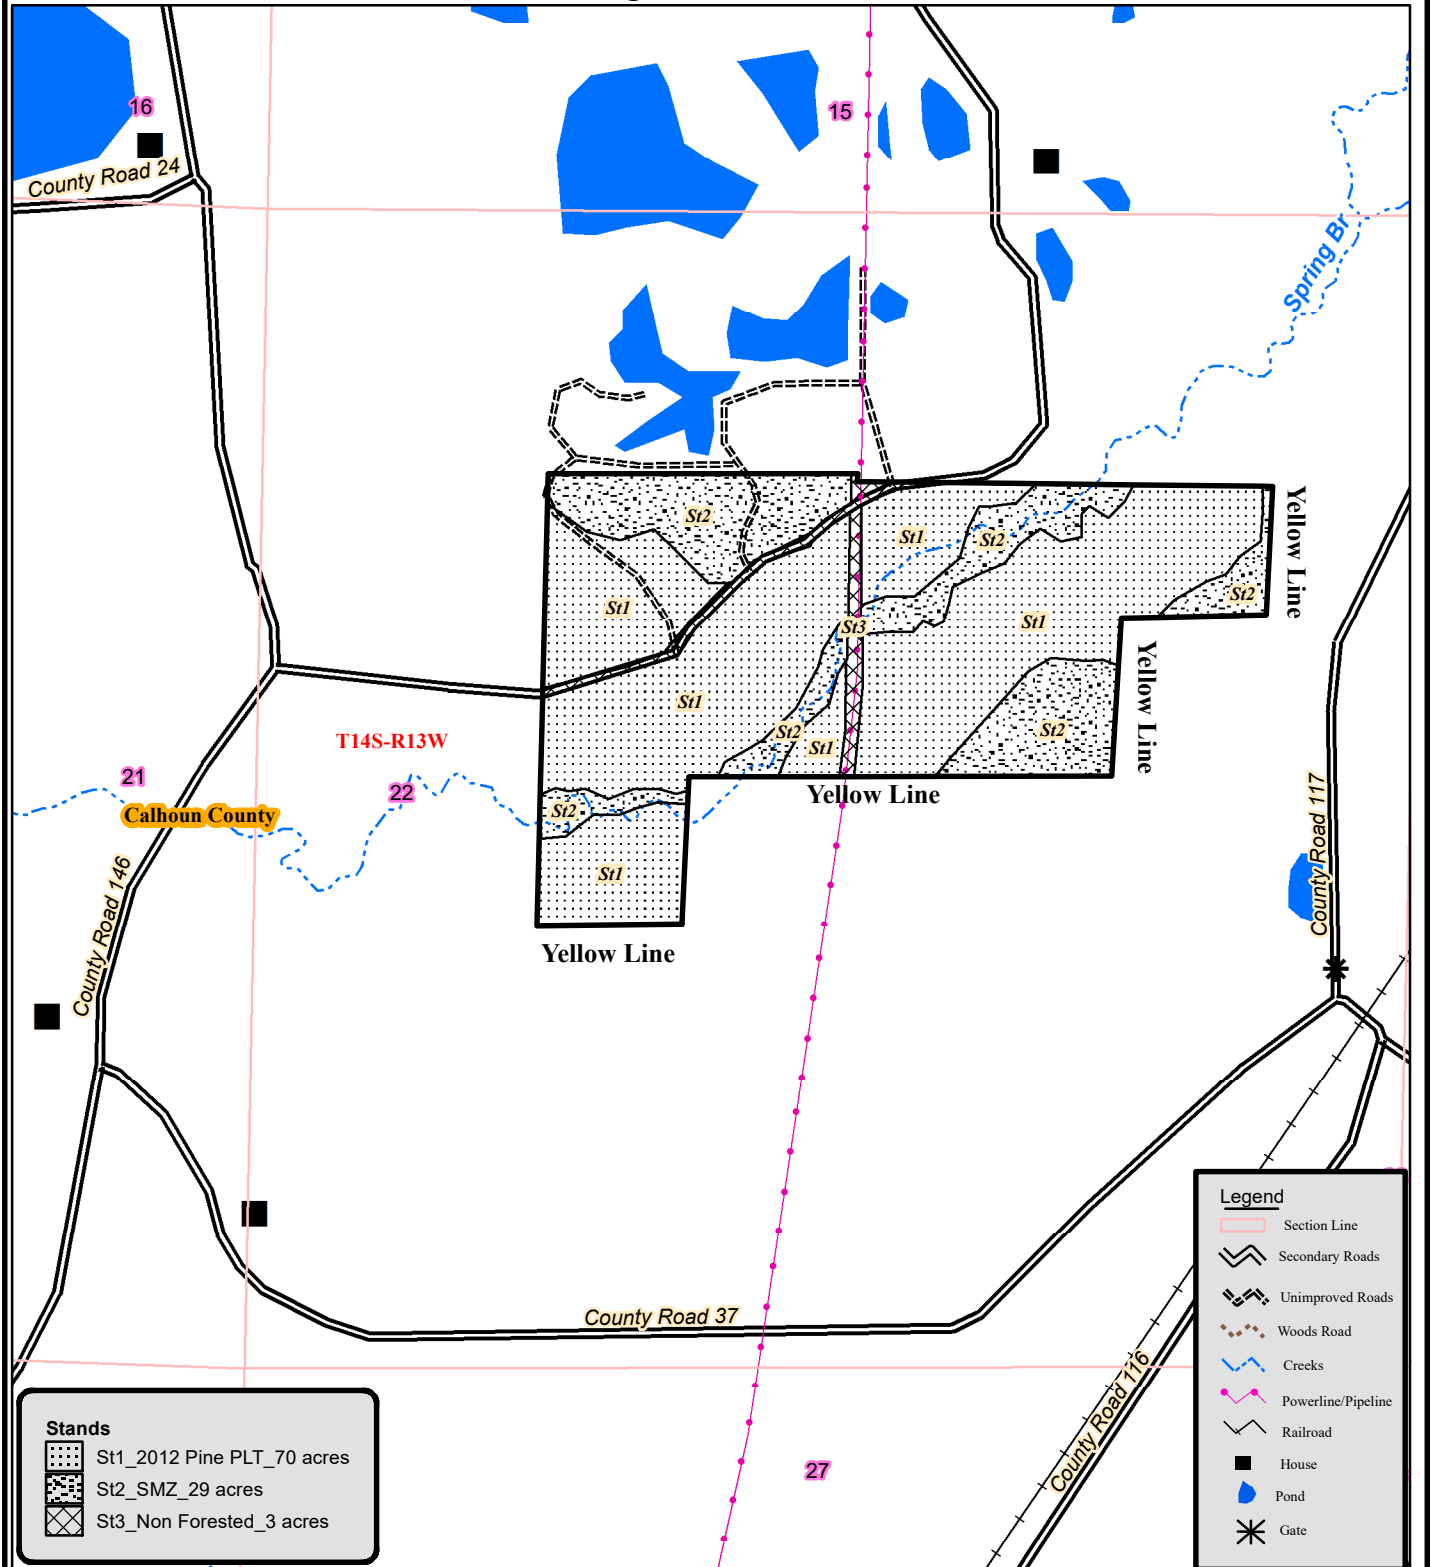 16
15
County Road 24
Spring Br
St2
St1
St2
Yellow Line
St2
St1
St3
St1
Yellow Line
St1
St2
St1
St2
T14S-R13W
21
22
Calhoun County
Yellow Line
St2
St1
County Road 117
County Road 146
Yellow Line
County Road 37
County Road 116
27
Legend
Section Line
Secondary Roads
Unimproved Roads
Woods Road
Creeks
Powerline/Pipeline
Railroad
House
Pond
Gate
Stands
St1_2012 Pine PLT_70 acres
St2_SMZ_29 acres
St3_Non Forested_3 acres